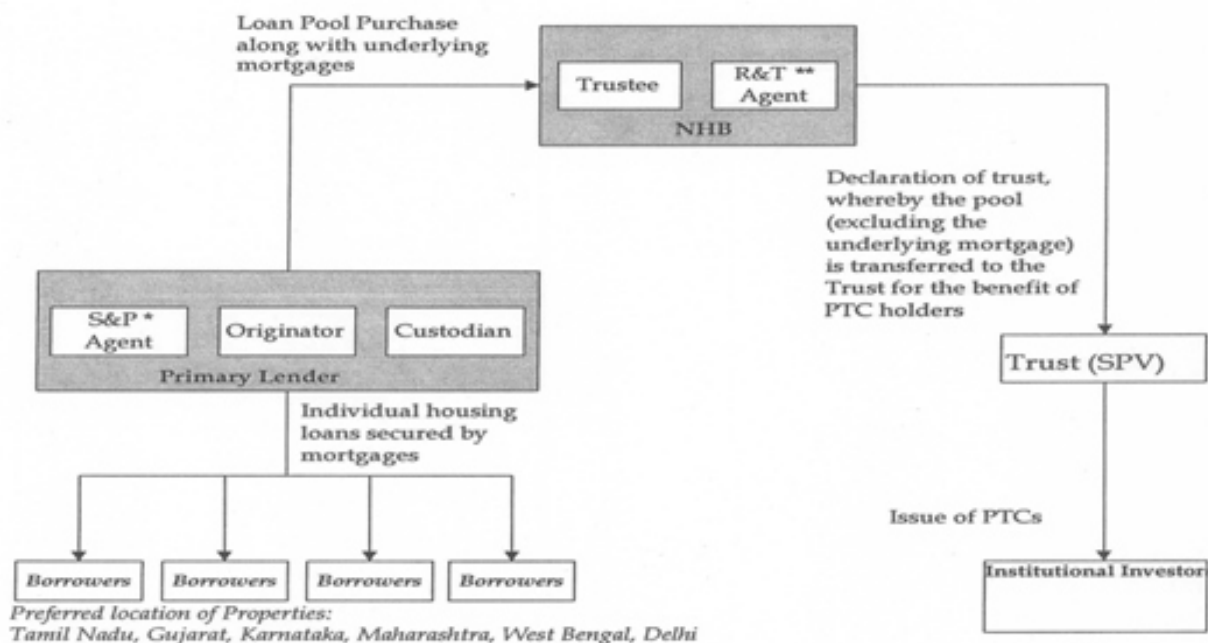 Loan Pool Purchase
along with underlying
mortgages
Trustee
R&T **
Agent
NHB
Declaration of trust,
whereby the pool
(excluding the
underlying mortgage)
is transferred to the
Trust for the benefit of
PTC holders
S&P *
Agent
Originator
Custodian
Primary Lender
Trust (SPV)
Individual housing
loans secured by
mortgages
Issue of PTCs
Borrowers
Borrowers
Borrowers
Borrowers
Institutional Investor
Preferred location of Properties:
Tamil Nadu, Gujarat, Karnataka, Maharashtra, West Bengal, Delhi